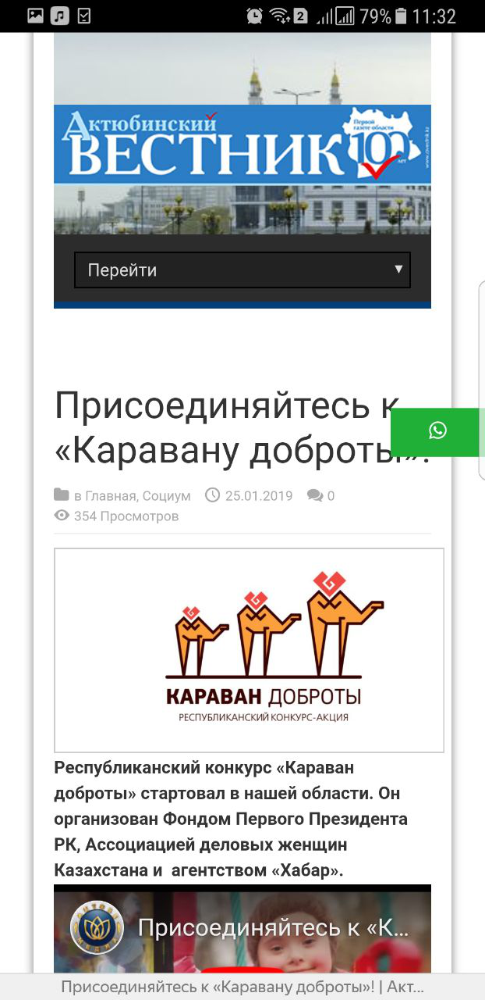 2 79% 11:32
Актюбинский
Первой
газете области
ВЕСТНИК 100 лет
Перейти
Присоединяйтесь к
«Каравану доброты»!
в Главная, Социум 25.01.2019 0
354 Просмотров
КАРАВАН ДОБРОТЫ
РЕСПУБЛИКАНСКИЙ КОНКУРС-АКЦИЯ
Республиканский конкурс «Караван
доброты» стартовал в нашей области. Он
организован Фондом Первого Президента
РК, Ассоциацией деловых женщин
Казахстана и агентством «Хабар».
Присоединяйтесь к «К...
Присоединяйтесь к «Каравану доброты»! | Акт...